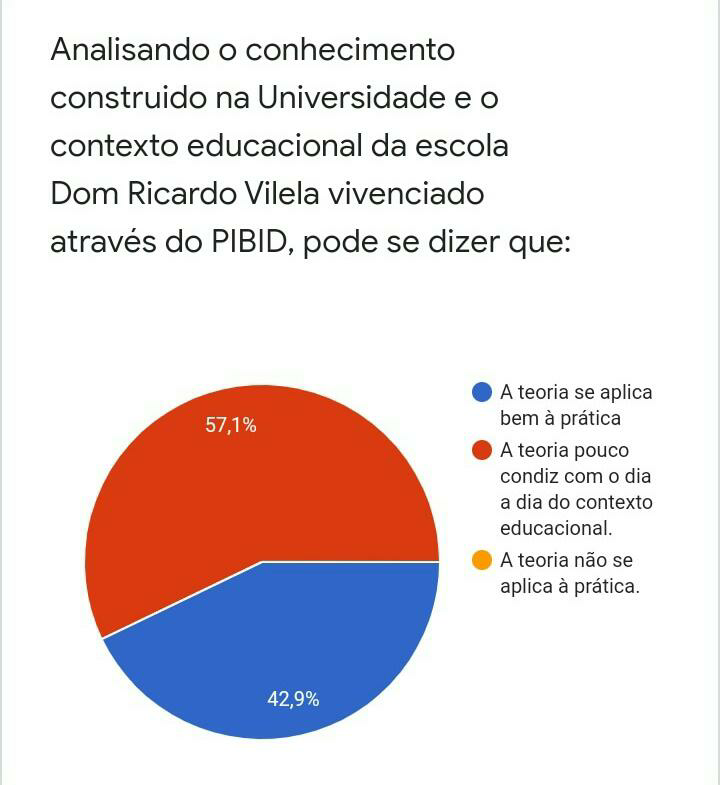 Analisando o conhecimento
construido na Universidade e o
contexto educacional da escola
Dom Ricardo Vilela vivenciado
através do PIBID, pode se dizer que:
57,1%
42,9%
A teoria se aplica
bem à prática
A teoria pouco
condiz com o dia
a dia do contexto
educacional.
A teoria não se
aplica à prática.